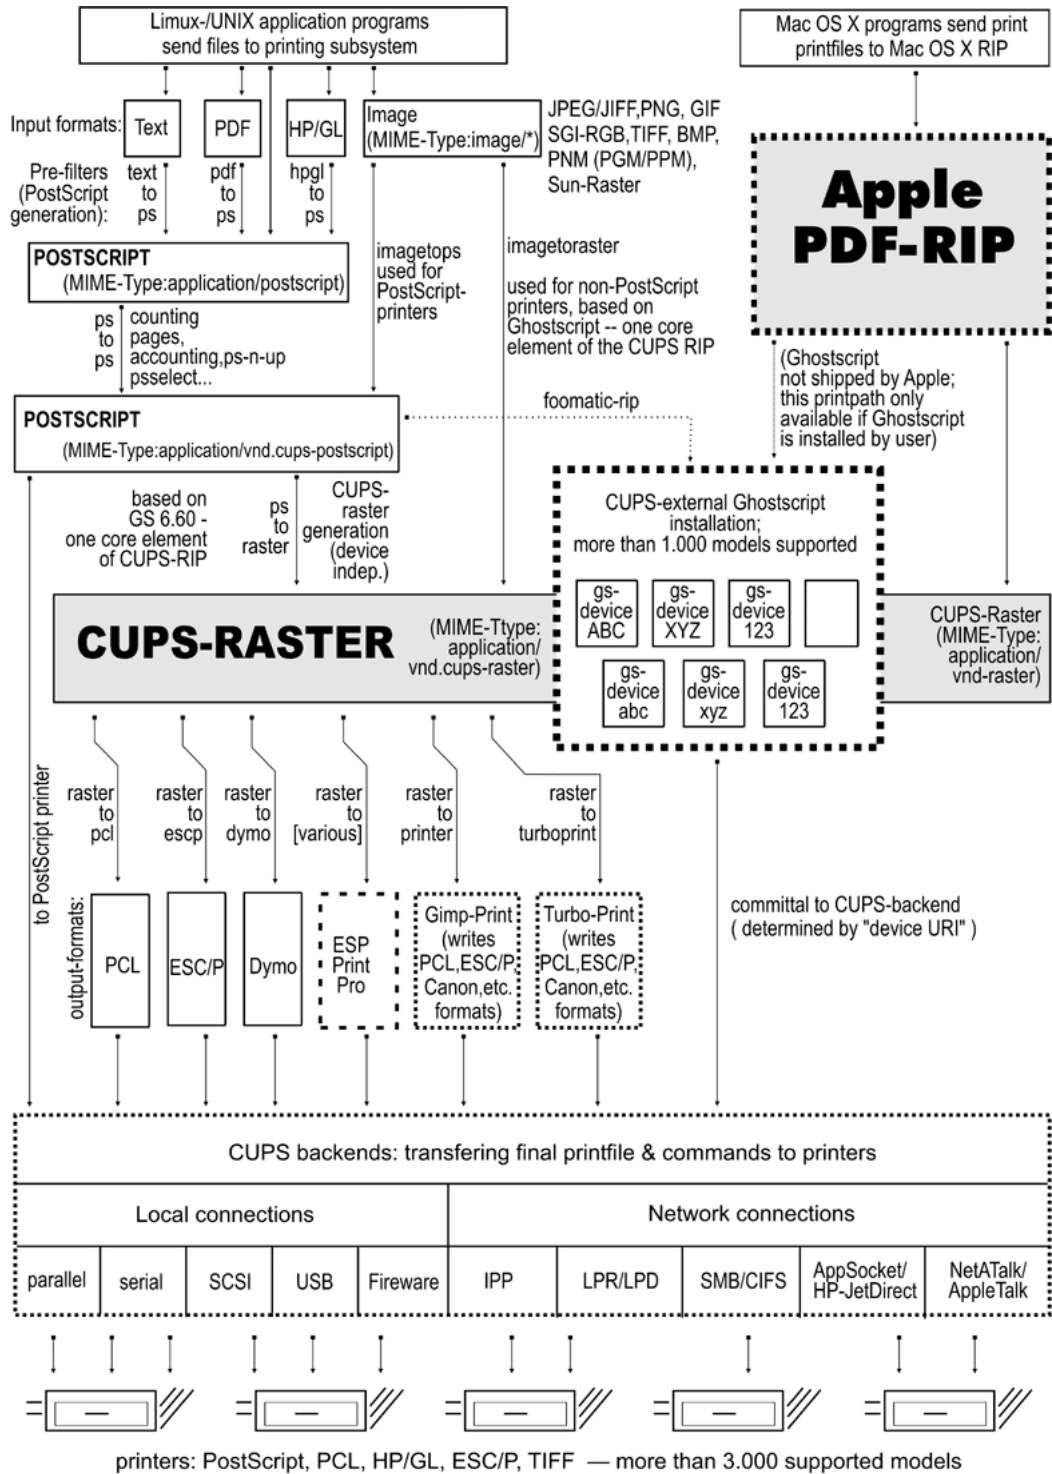 Limux-/UNIX application programs
send files to printing subsystem
Mac OS X programs send print
printfiles to Mac OS X RIP
Input formats:
Text
PDF
HP/GL
Image
(MIME-Type:image/*)
JPEG/JIFF,PNG, GIF
SGI-RGB,TIFF, BMP,
PNM (PGM/PPM),
Sun-Raster
Pre-filters
(PostScript
generation):
text
to
ps
pdf
to
ps
hpgl
to
ps
Apple
PDF-RIP
POSTSCRIPT
(MIME-Type:application/postscript)
imagetops
used for
PostScript-
printers
imagetoraster
used for non-PostScript
printers, based on
Ghostscript -- one core
element of the CUPS RIP
ps
to
ps
counting
pages,
accounting,ps-n-up
psselect...
(Ghostscript
not shipped by Apple;
this printpath only
available if Ghostscript
is installed by user)
foomatic-rip
POSTSCRIPT
(MIME-Type:application/vnd.cups-postscript)
based on
GS 6.60 -
one core element
of CUPS-RIP
ps
to
raster
CUPS-
raster
generation
(device
indep.)
CUPS-external Ghostscript
installation;
more than 1.000 models supported
gs-
device
ABC
gs-
device
XYZ
gs-
device
123
gs-
device
abc
gs-
device
xyz
gs-
device
123
CUPS-RASTER
(MIME-Ttype:
application/
vnd.cups-raster)
CUPS-Raster
(MIME-Type:
application/
vnd-raster)
to PostScript printer
raster
to
pcl
raster
to
escp
raster
to
dymo
raster
to
[various]
raster
to
printer
raster
to
turboprint
output-formats:
PCL
ESC/P
Dymo
ESP
Print
Pro
Gimp-Print
(writes
PCL,ESC/P,
Canon,etc.
formats)
Turbo-Print
(writes
PCL,ESC/P,
Canon,etc.
formats)
committal to CUPS-backend
( determined by "device URI" )
CUPS backends: transfering final printfile & commands to printers
Local connections
Network connections
parallel
serial
SCSI
USB
Fireware
IPP
LPR/LPD
SMB/CIFS
AppSocket/
HP-JetDirect
NetATalk/
AppleTalk
printers: PostScript, PCL, HP/GL, ESC/P, TIFF — more than 3.000 supported models